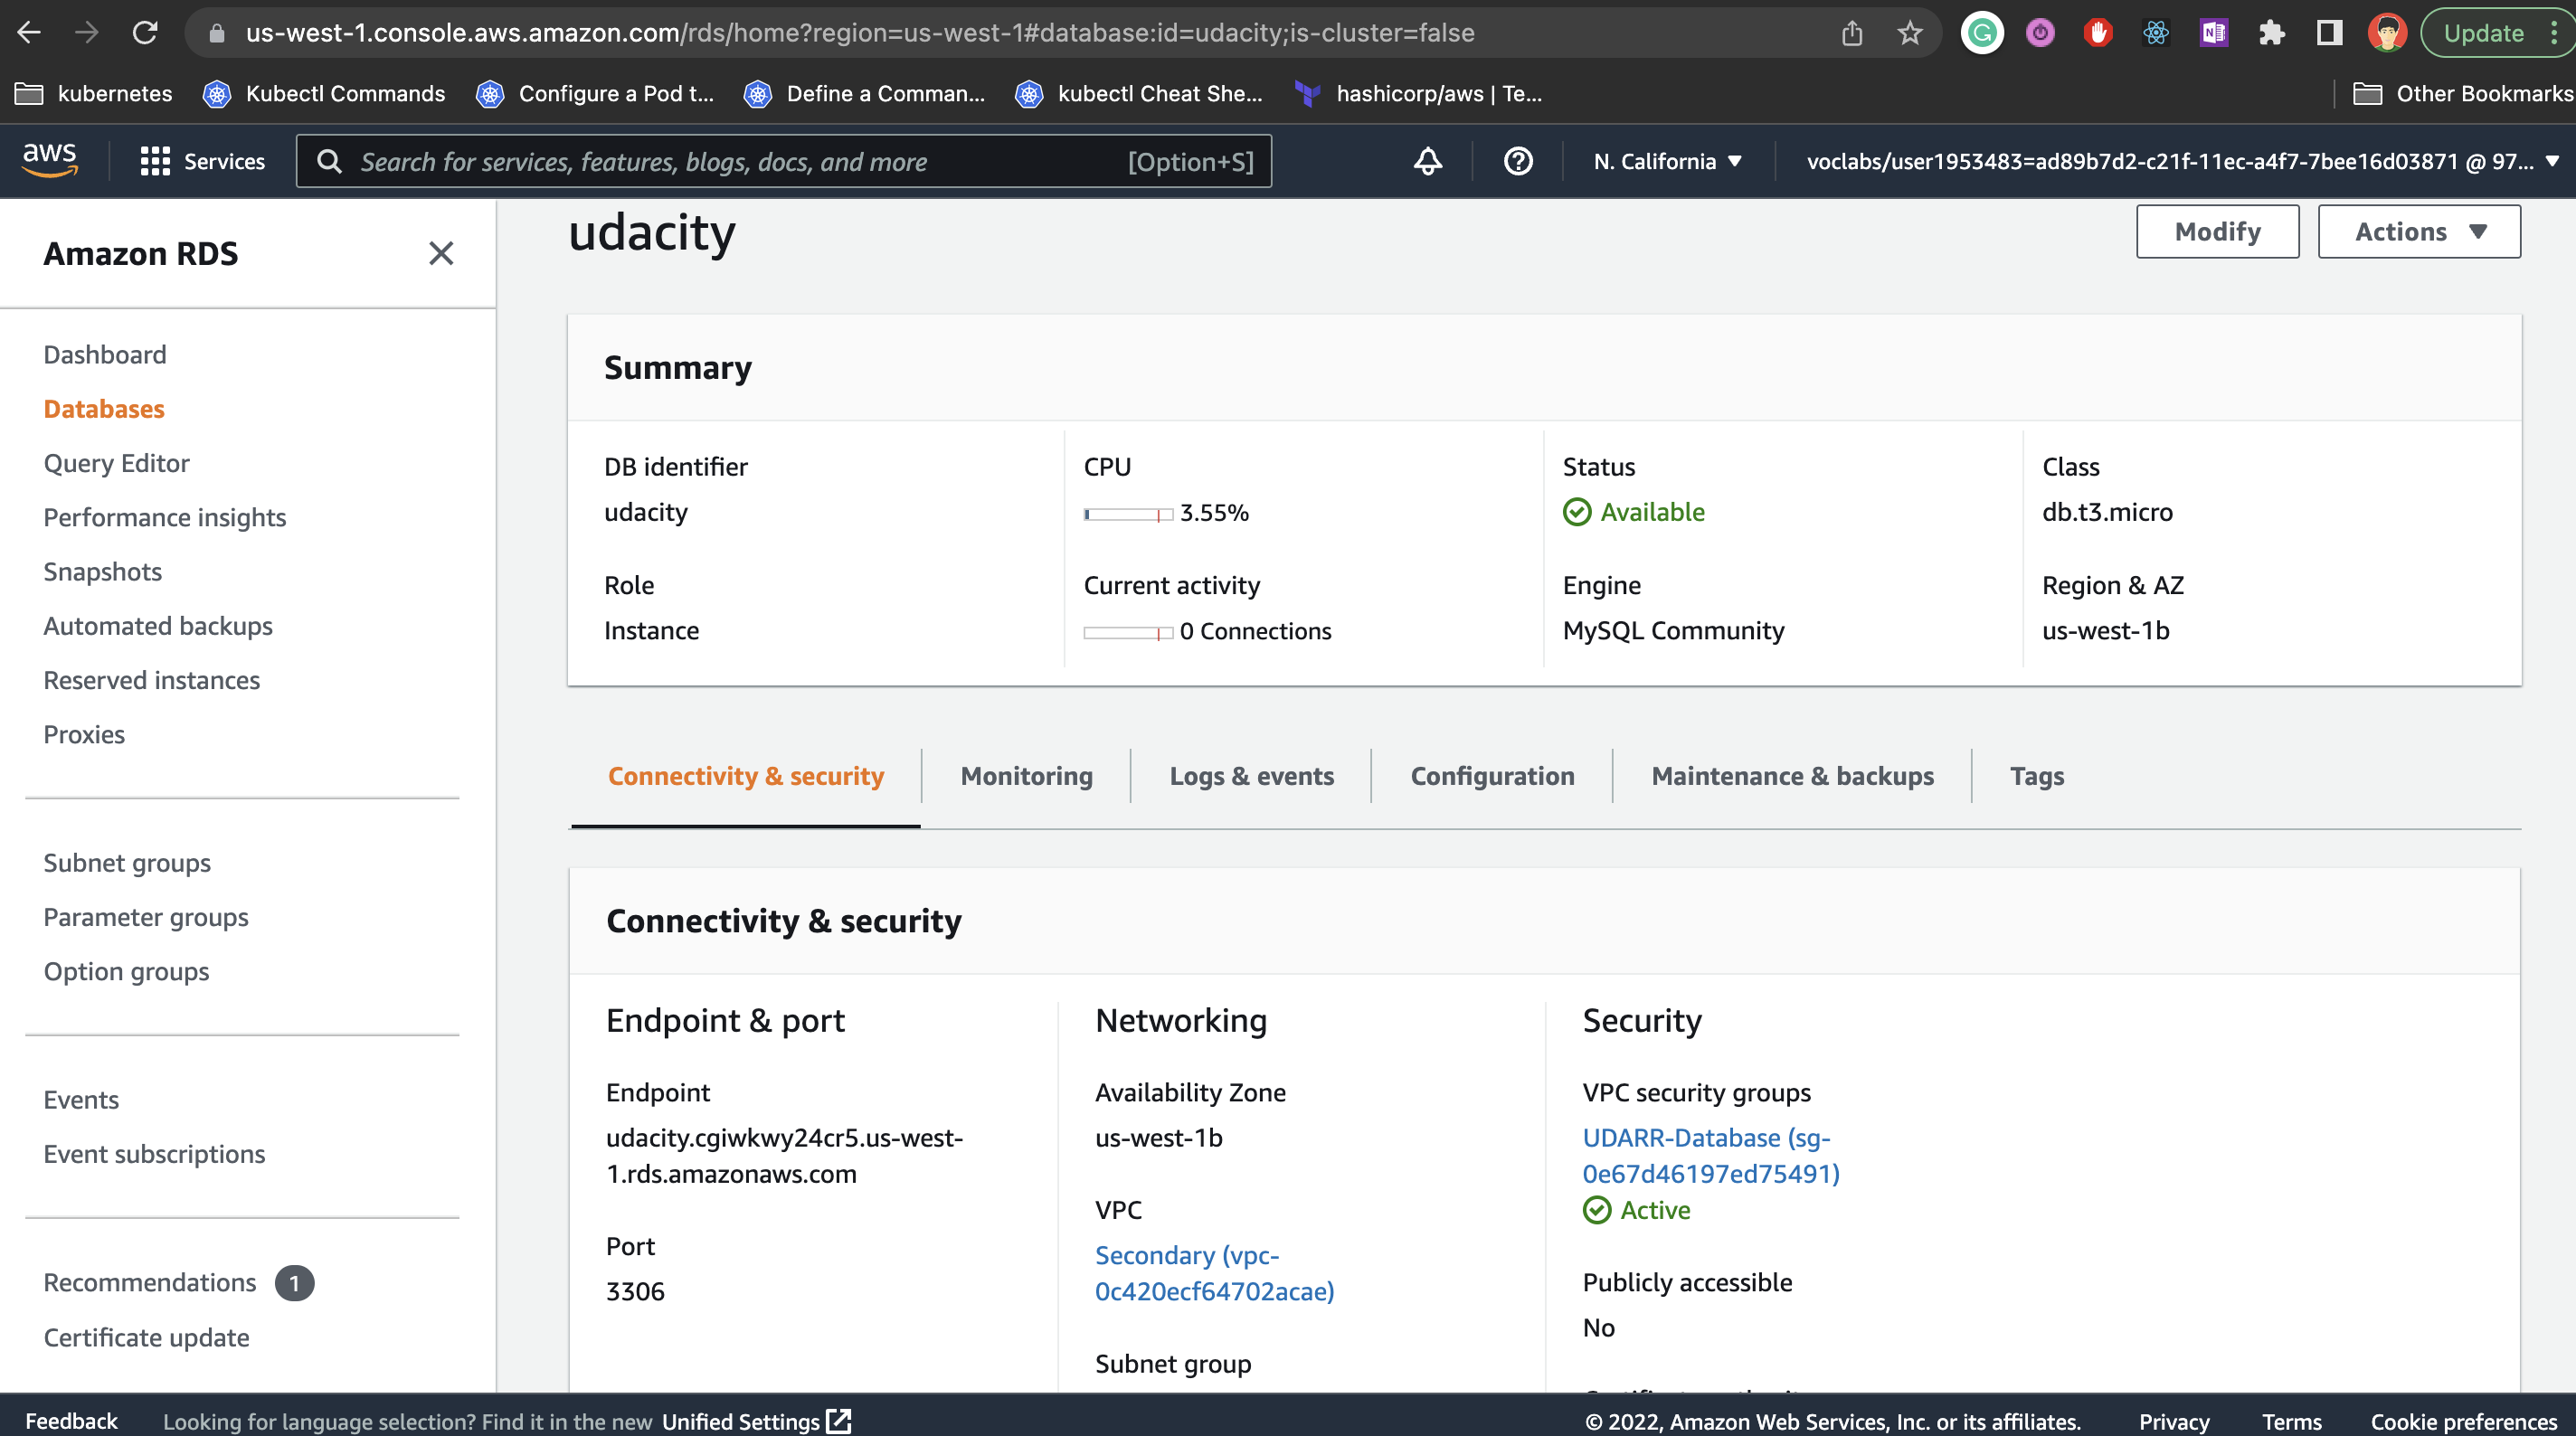 us-west-1.console.aws.amazon.com/rds/home?region=us-west-1#database:id=udacity;is-cluster=false
Update
kubernetes
Kubectl Commands
Configure a Pod t...
Define a Comman...
kubectl Cheat She...
hashicorp/aws | Te...
Other Bookmarks
aws
Services
Search for services, features, blogs, docs, and more
[Option+S]
N. California
voclabs/user1953483=ad89b7d2-c21f-11ec-a4f7-7bee16d03871 @ 97...
Amazon RDS
Dashboard
Databases
Query Editor
Performance insights
Snapshots
Automated backups
Reserved instances
Proxies
Subnet groups
Parameter groups
Option groups
Events
Event subscriptions
Recommendations 1
Certificate update
udacity
Modify
Actions
Summary
DB identifier
udacity
CPU
3.55%
Status
Available
Class
db.t3.micro
Role
Instance
Current activity
0 Connections
Engine
MySQL Community
Region & AZ
us-west-1b
Connectivity & security
Monitoring
Logs & events
Configuration
Maintenance & backups
Tags
Connectivity & security
Endpoint & port
Endpoint
udacity.cgiwkwy24cr5.us-west-
1.rds.amazonaws.com
Port
3306
Networking
Availability Zone
us-west-1b
VPC
Secondary (vpc-
0c420ecf64702acae)
Subnet group
Security
VPC security groups
UDARR-Database (sg-
0e67d46197ed75491)
Active
Publicly accessible
No
Feedback
Looking for language selection? Find it in the new Unified Settings
© 2022, Amazon Web Services, Inc. or its affiliates.
Privacy
Terms
Cookie preferences